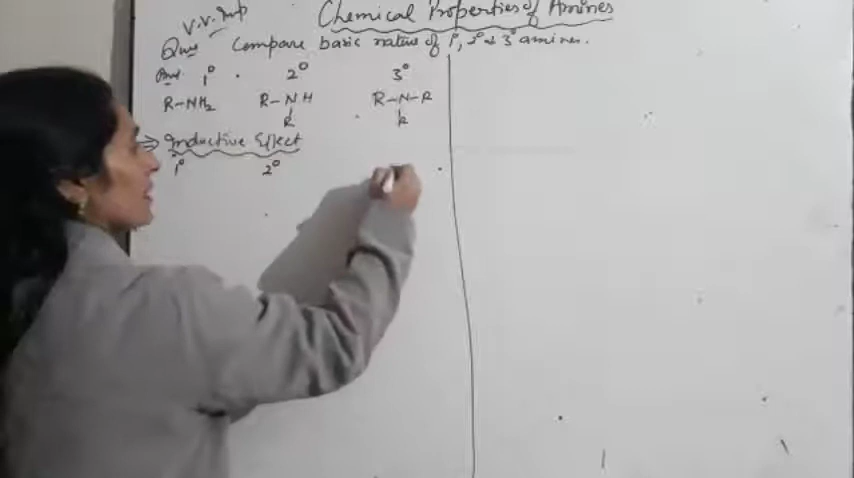 Chemical Properties of Amines
V.V. Imp
Ques Compare basic nature of 1°, 2° & 3° amines.
Ans 1° 2° 3°
R-NH2 R-NH R-N-R
R R
=> Inductive Effect
1° 2°